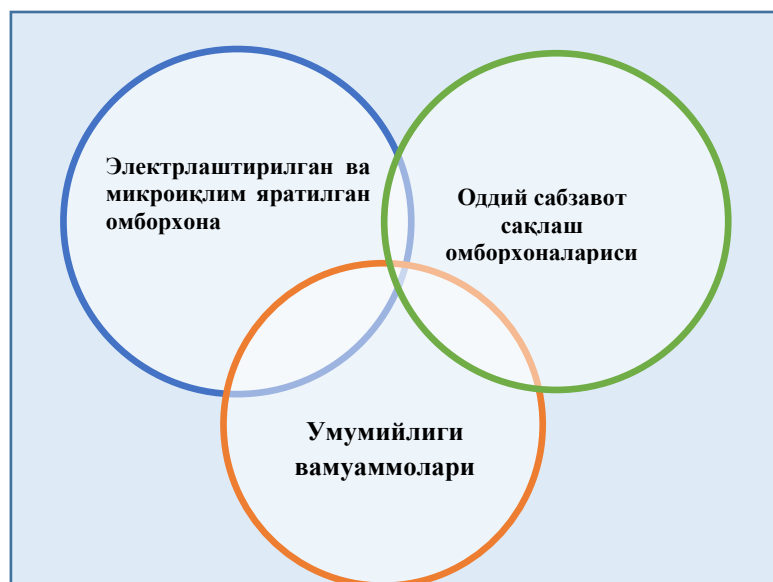 Электрлаштирилган ва
микроиқлим яратилган
омборхона
Оддий сабзавот
сақлаш
омборхоналариси
Умумийлиги
вамуаммолари